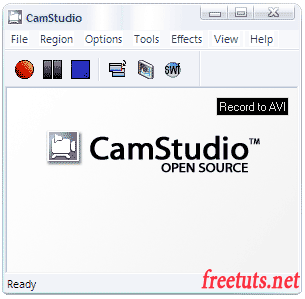 CamStudio
File Region Options Tools Effects View Help
SWF
Record to AVI
CamStudio™
OPEN SOURCE
Ready
freetuts.net